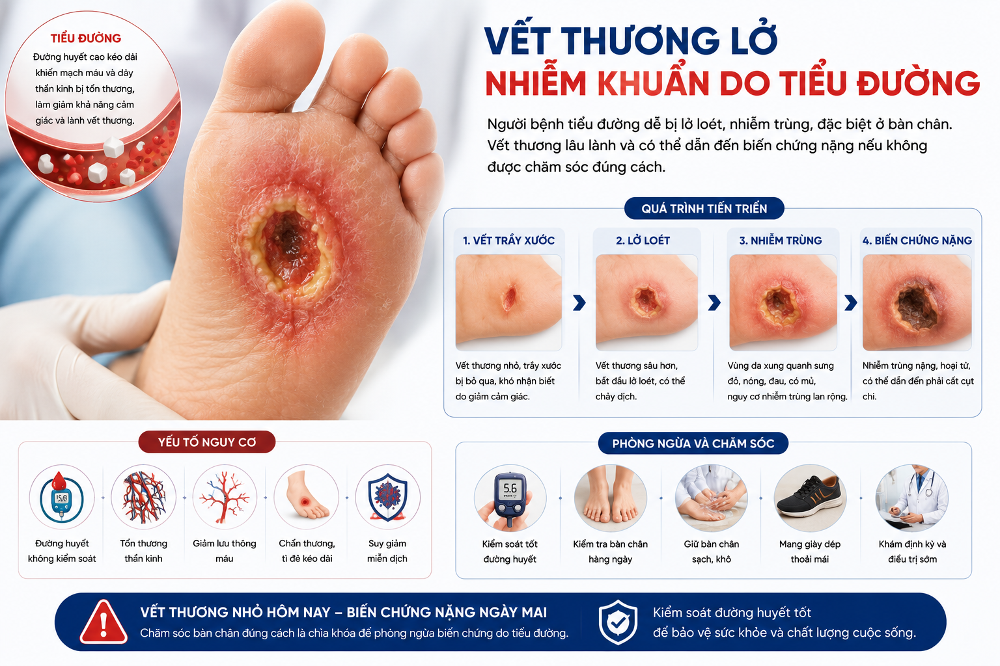 TIỂU ĐƯỜNG
Đường huyết cao kéo dài
khiến mạch máu và dây
thần kinh bị tổn thương,
làm giảm khả năng cảm
giác và lành vết thương.
VẾT THƯƠNG LỞ
NHIỄM KHUẨN DO TIỂU ĐƯỜNG
Người bệnh tiểu đường dễ bị lở loét, nhiễm trùng, đặc biệt ở bàn chân.
Vết thương lâu lành và có thể dẫn đến biến chứng nặng nếu không
được chăm sóc đúng cách.
QUÁ TRÌNH TIẾN TRIỂN
1. VẾT TRẦY XƯỚC
Vết thương nhỏ, trầy xước
bị bỏ qua, khó nhận biết
do giảm cảm giác.
2. LỞ LOÉT
Vết thương sâu hơn,
bắt đầu lở loét, có thể
chảy dịch.
3. NHIỄM TRÙNG
Vùng da xung quanh sưng
đỏ, nóng, đau, có mủ,
nguy cơ nhiễm trùng lan rộng.
4. BIẾN CHỨNG NẶNG
Nhiễm trùng nặng, hoại tử,
có thể dẫn đến phải cắt cụt
chi.
YẾU TỐ NGUY CƠ
Đường huyết
không kiểm soát
Tổn thương
thần kinh
Giảm lưu thông
máu
Chấn thương,
tì đè kéo dài
Suy giảm
miễn dịch
PHÒNG NGỪA VÀ CHĂM SÓC
5.6
Kiểm soát tốt
đường huyết
Kiểm tra bàn chân
hàng ngày
Giữ bàn chân
sạch, khô
Mang giày dép
thoải mái
Khám định kỳ và
điều trị sớm
VẾT THƯƠNG NHỎ HÔM NAY – BIẾN CHỨNG NẶNG NGÀY MAI
Chăm sóc bàn chân đúng cách là chìa khóa để phòng ngừa biến chứng do tiểu đường.
Kiểm soát đường huyết tốt
để bảo vệ sức khỏe và chất lượng cuộc sống.